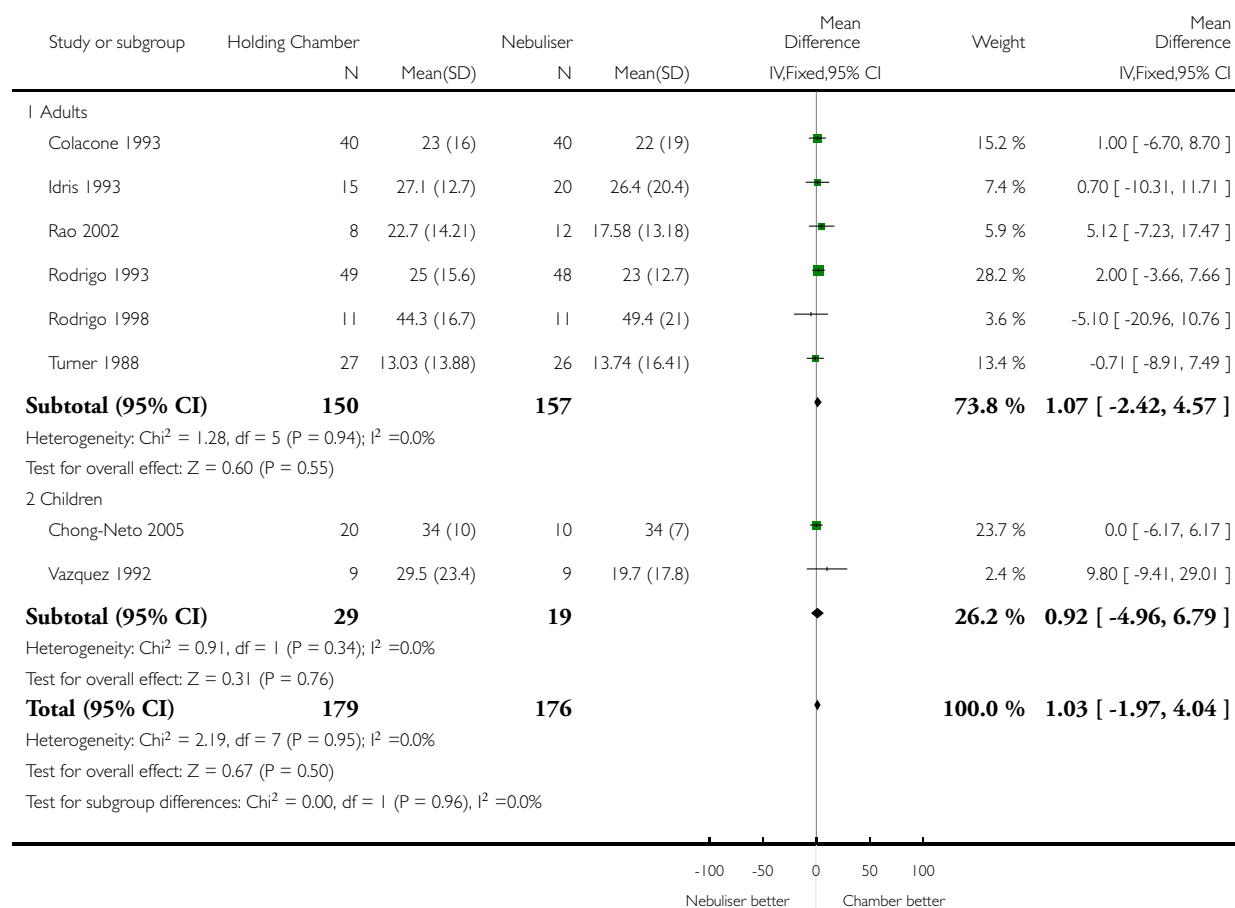 Study or subgroup Holding Chamber Nebuliser Mean Difference Weight Mean Difference
N Mean(SD) N Mean(SD) IV,Fixed,95% CI IV,Fixed,95% CI
1 Adults
Colacone 1993 40 23 (16) 40 22 (19) 15.2 % 1.00 [ -6.70, 8.70 ]
Idris 1993 15 27.1 (12.7) 20 26.4 (20.4) 7.4 % 0.70 [ -10.31, 11.71 ]
Rao 2002 8 22.7 (14.21) 12 17.58 (13.18) 5.9 % 5.12 [ -7.23, 17.47 ]
Rodrigo 1993 49 25 (15.6) 48 23 (12.7) 28.2 % 2.00 [ -3.66, 7.66 ]
Rodrigo 1998 11 44.3 (16.7) 11 49.4 (21) 3.6 % -5.10 [ -20.96, 10.76 ]
Turner 1988 27 13.03 (13.88) 26 13.74 (16.41) 13.4 % -0.71 [ -8.91, 7.49 ]
Subtotal (95% CI) 150 157 73.8 % 1.07 [ -2.42, 4.57 ]
Heterogeneity: Chi² = 1.28, df = 5 (P = 0.94); I² =0.0%
Test for overall effect: Z = 0.60 (P = 0.55)
2 Children
Chong-Neto 2005 20 34 (10) 10 34 (7) 23.7 % 0.0 [ -6.17, 6.17 ]
Vazquez 1992 9 29.5 (23.4) 9 19.7 (17.8) 2.4 % 9.80 [ -9.41, 29.01 ]
Subtotal (95% CI) 29 19 26.2 % 0.92 [ -4.96, 6.79 ]
Heterogeneity: Chi² = 0.91, df = 1 (P = 0.34); I² =0.0%
Test for overall effect: Z = 0.31 (P = 0.76)
Total (95% CI) 179 176 100.0 % 1.03 [ -1.97, 4.04 ]
Heterogeneity: Chi² = 2.19, df = 7 (P = 0.95); I² =0.0%
Test for overall effect: Z = 0.67 (P = 0.50)
Test for subgroup differences: Chi² = 0.00, df = 1 (P = 0.96), I² =0.0%
-100 -50 0 50 100
Nebuliser better Chamber better